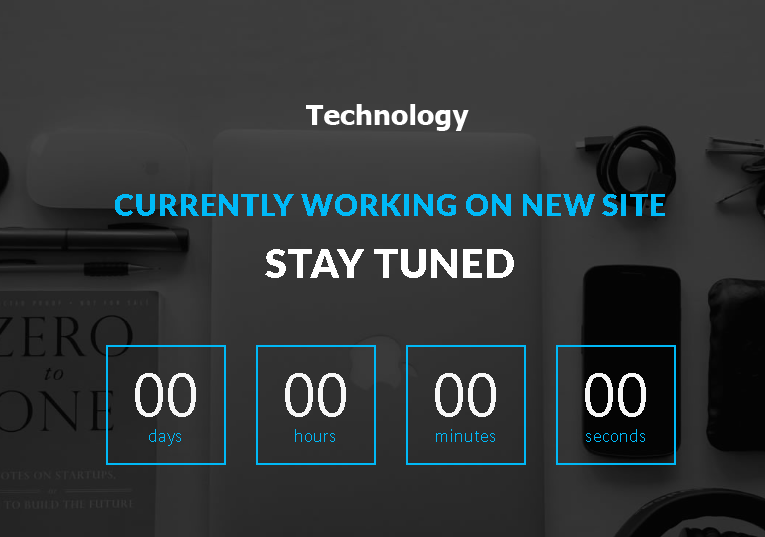 Technology
CURRENTLY WORKING ON NEW SITE
STAY TUNED
ZERO
to
ONE
00
days
00
hours
00
minutes
00
seconds
NOTES ON STARTUPS,
TO BUILD THE FUTURE